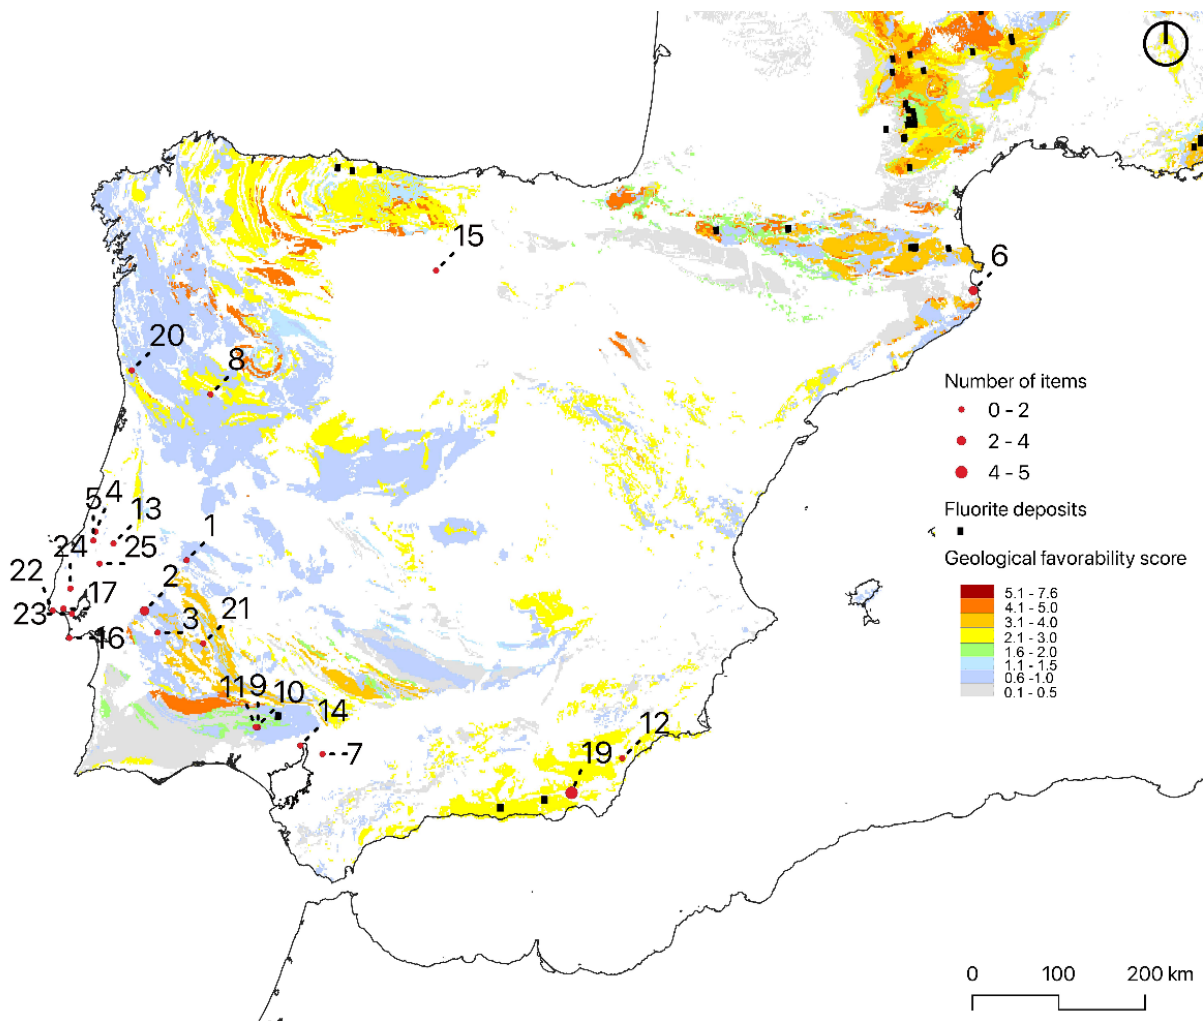 15
6
20
8
Number of items
0 - 2
2 - 4
4 - 5
5
4
13
1
Fluorite deposits
24
25
22
2
Geological favorability score
17
21
23
3
16
5.1 - 7.6
4.1 - 5.0
3.1 - 4.0
2.1 - 3.0
1.6 - 2.0
1.1 - 1.5
0.6 -1.0
0.1 - 0.5
11
9
10
14
12
7
19
0 100 200 km